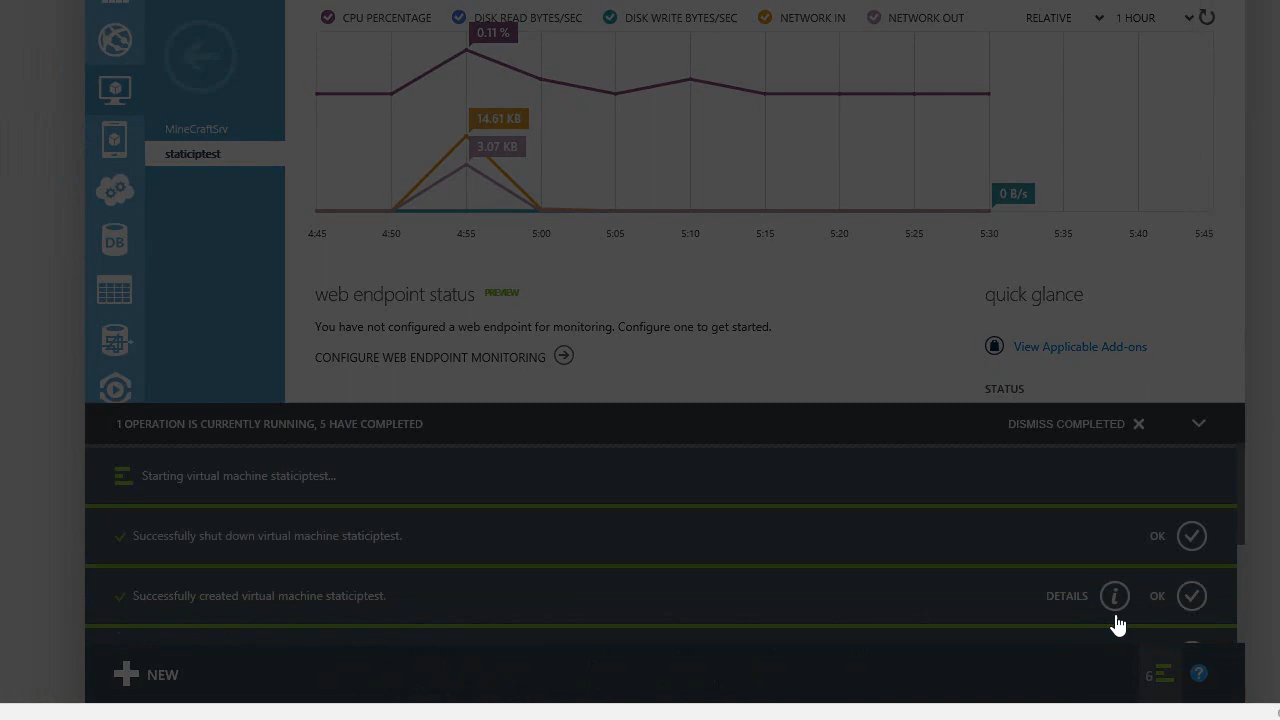 CPU PERCENTAGE DISK READ BYTES/SEC DISK WRITE BYTES/SEC NETWORK IN NETWORK OUT RELATIVE 1 HOUR
0.11 %
MineCraftSrv
staticiptest
14.61 KB
3.07 KB
0 B/s
DB
4:45 4:50 4:55 5:00 5:05 5:10 5:15 5:20 5:25 5:30 5:35 5:40 5:45
web endpoint status PREVIEW
quick glance
You have not configured a web endpoint for monitoring. Configure one to get started.
CONFIGURE WEB ENDPOINT MONITORING
View Applicable Add-ons
STATUS
1 OPERATION IS CURRENTLY RUNNING, 5 HAVE COMPLETED DISMISS COMPLETED
Starting virtual machine staticiptest...
Successfully shut down virtual machine staticiptest. OK
Successfully created virtual machine staticiptest. DETAILS i OK
NEW 6 ?